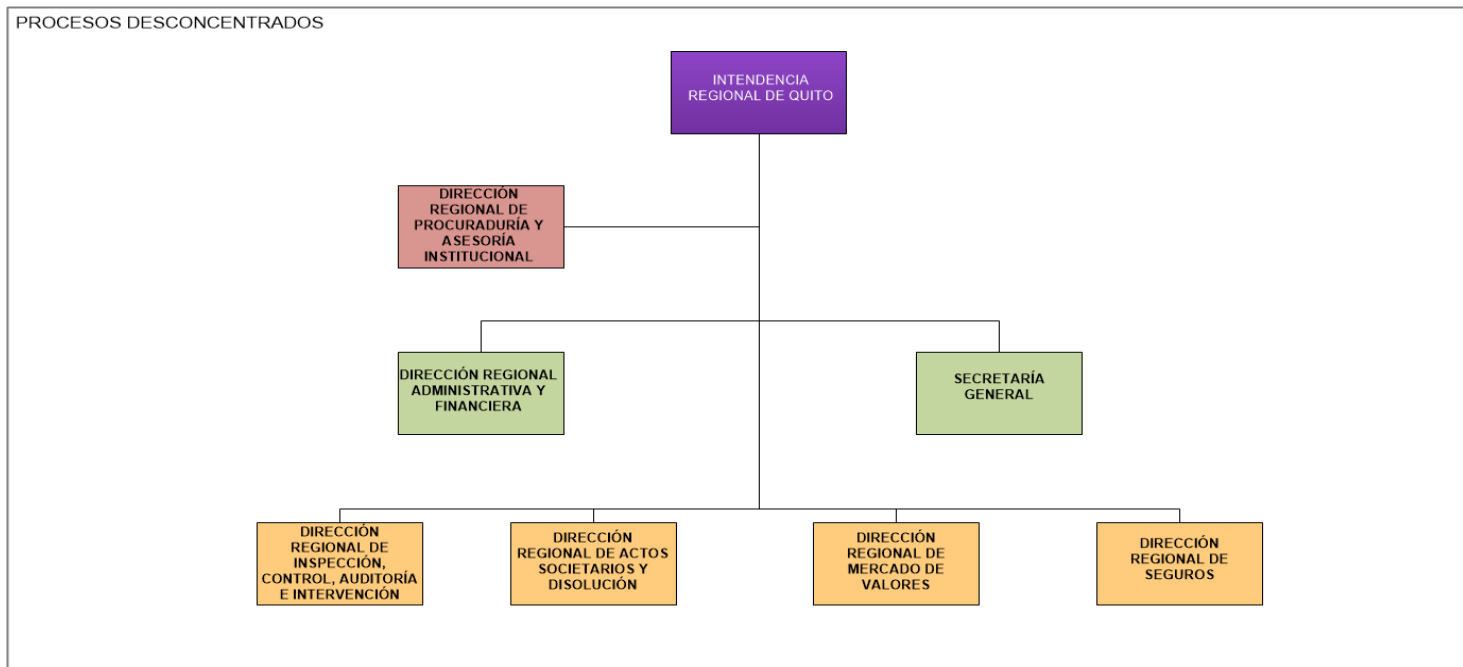 PROCESOS DESCONCENTRADOS
INTENDENCIA
REGIONAL DE QUITO
DIRECCIÓN
REGIONAL DE
PROCURADURÍA Y
ASESORÍA
INSTITUCIONAL
DIRECCIÓN REGIONAL
ADMINISTRATIVA Y
FINANCIERA
SECRETARÍA
GENERAL
DIRECCIÓN
REGIONAL DE
INSPECCIÓN,
CONTROL, AUDITORÍA
E INTERVENCIÓN
DIRECCIÓN
REGIONAL DE ACTOS
SOCIETARIOS Y
DISOLUCIÓN
DIRECCIÓN
REGIONAL DE
MERCADO DE
VALORES
DIRECCIÓN
REGIONAL DE
SEGUROS